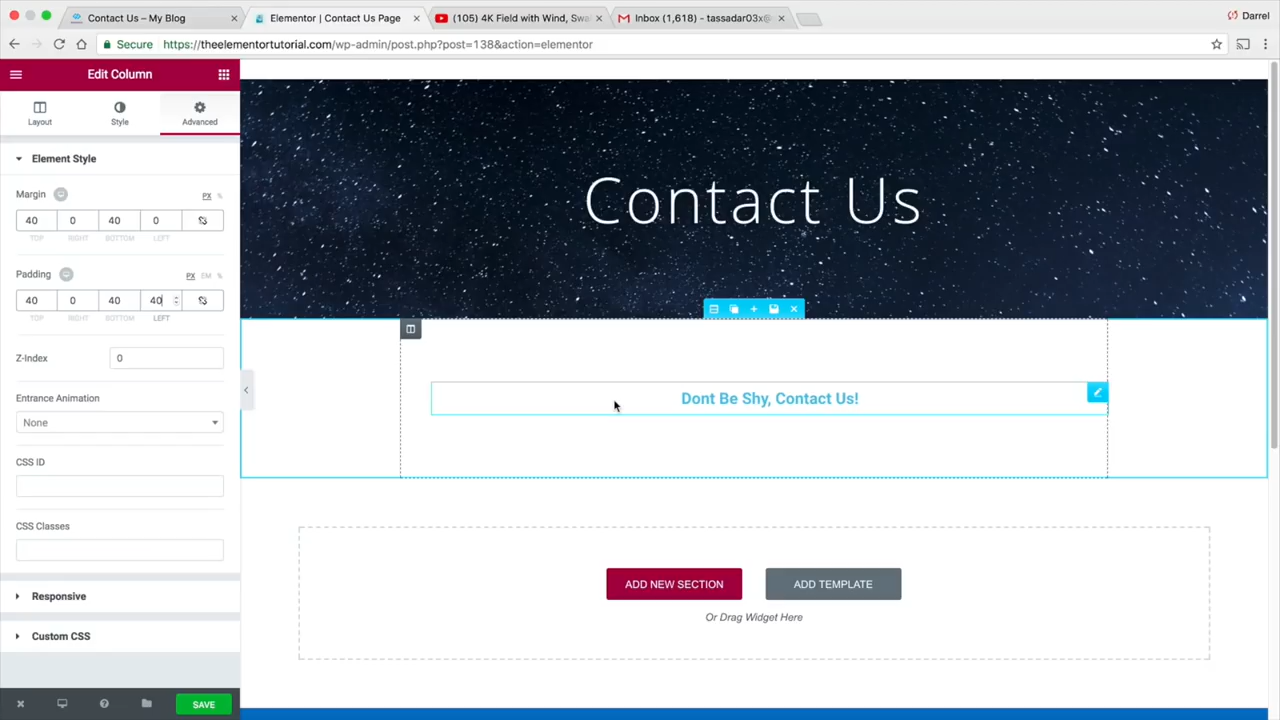 Contact Us – My Blog
Elementor | Contact Us Page
(105) 4K Field with Wind, Swa
Inbox (1,618) - tassadar03x@
Darrel
Secure
https://theelementortutorial.com/wp-admin/post.php?post=138&action=elementor
Edit Column
Layout
Style
Advanced
Element Style
Margin
PX %
40 0 40 0
TOP RIGHT BOTTOM LEFT
Padding
PX EM %
40 0 40 40
TOP RIGHT BOTTOM LEFT
Z-Index
0
Entrance Animation
None
CSS ID
CSS Classes
Responsive
Custom CSS
SAVE
Contact Us
Dont Be Shy, Contact Us!
ADD NEW SECTION
ADD TEMPLATE
Or Drag Widget Here